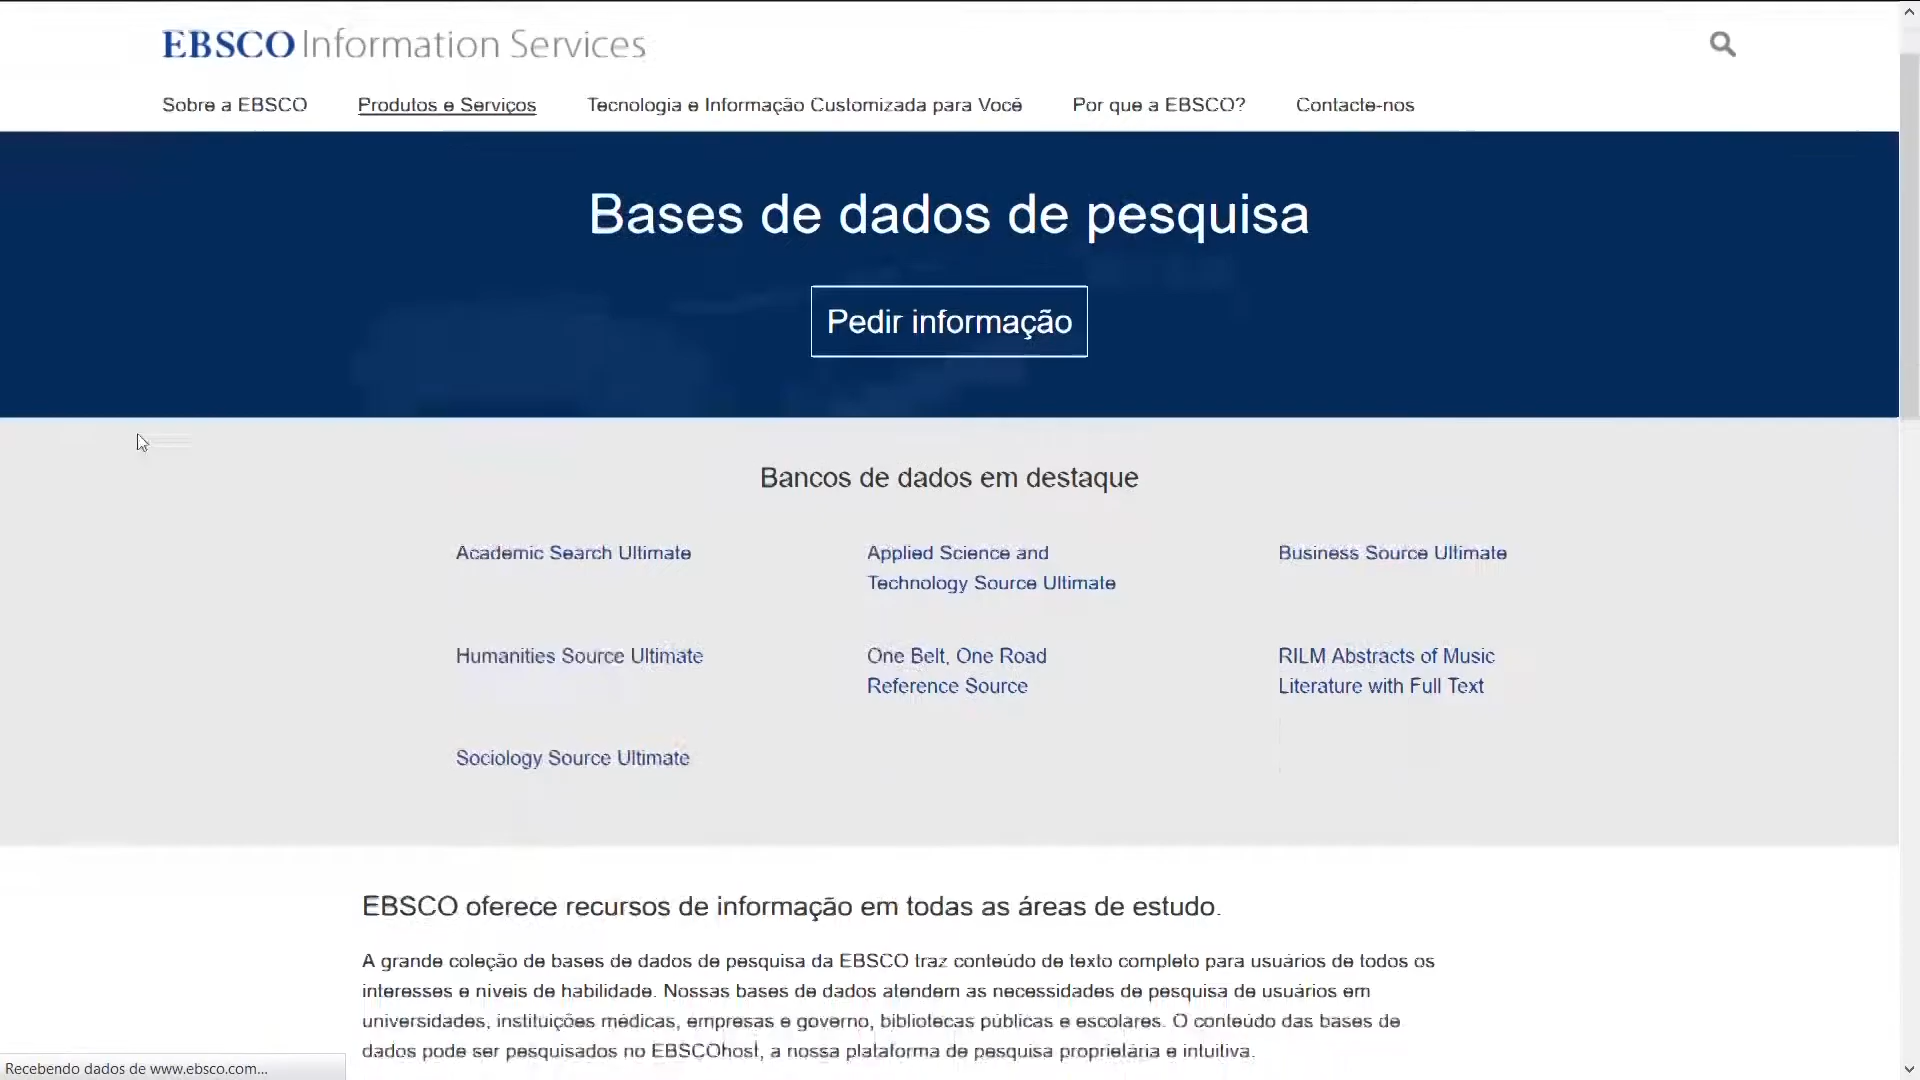 EBSCO Information Services
Sobre a EBSCO Produtos e Serviços Tecnologia e Informação Customizada para Você Por que a EBSCO? Contacte-nos
Bases de dados de pesquisa
Pedir informação
Bancos de dados em destaque
Academic Search Ultimate
Applied Science and
Technology Source Ultimate
Business Source Ultimate
Humanities Source Ultimate
One Belt, One Road
Reference Source
RILM Abstracts of Music
Literature with Full Text
Sociology Source Ultimate
EBSCO oferece recursos de informação em todas as áreas de estudo.
A grande coleção de bases de dados de pesquisa da EBSCO traz conteúdo de texto completo para usuários de todos os
interesses e níveis de habilidade. Nossas bases de dados atendem as necessidades de pesquisa de usuários em
universidades, instituições médicas, empresas e governo, bibliotecas públicas e escolares. O conteúdo das bases de
dados pode ser pesquisados no EBSCOhost, a nossa plataforma de pesquisa proprietária e intuitiva.
Recebendo dados de www.ebsco.com...